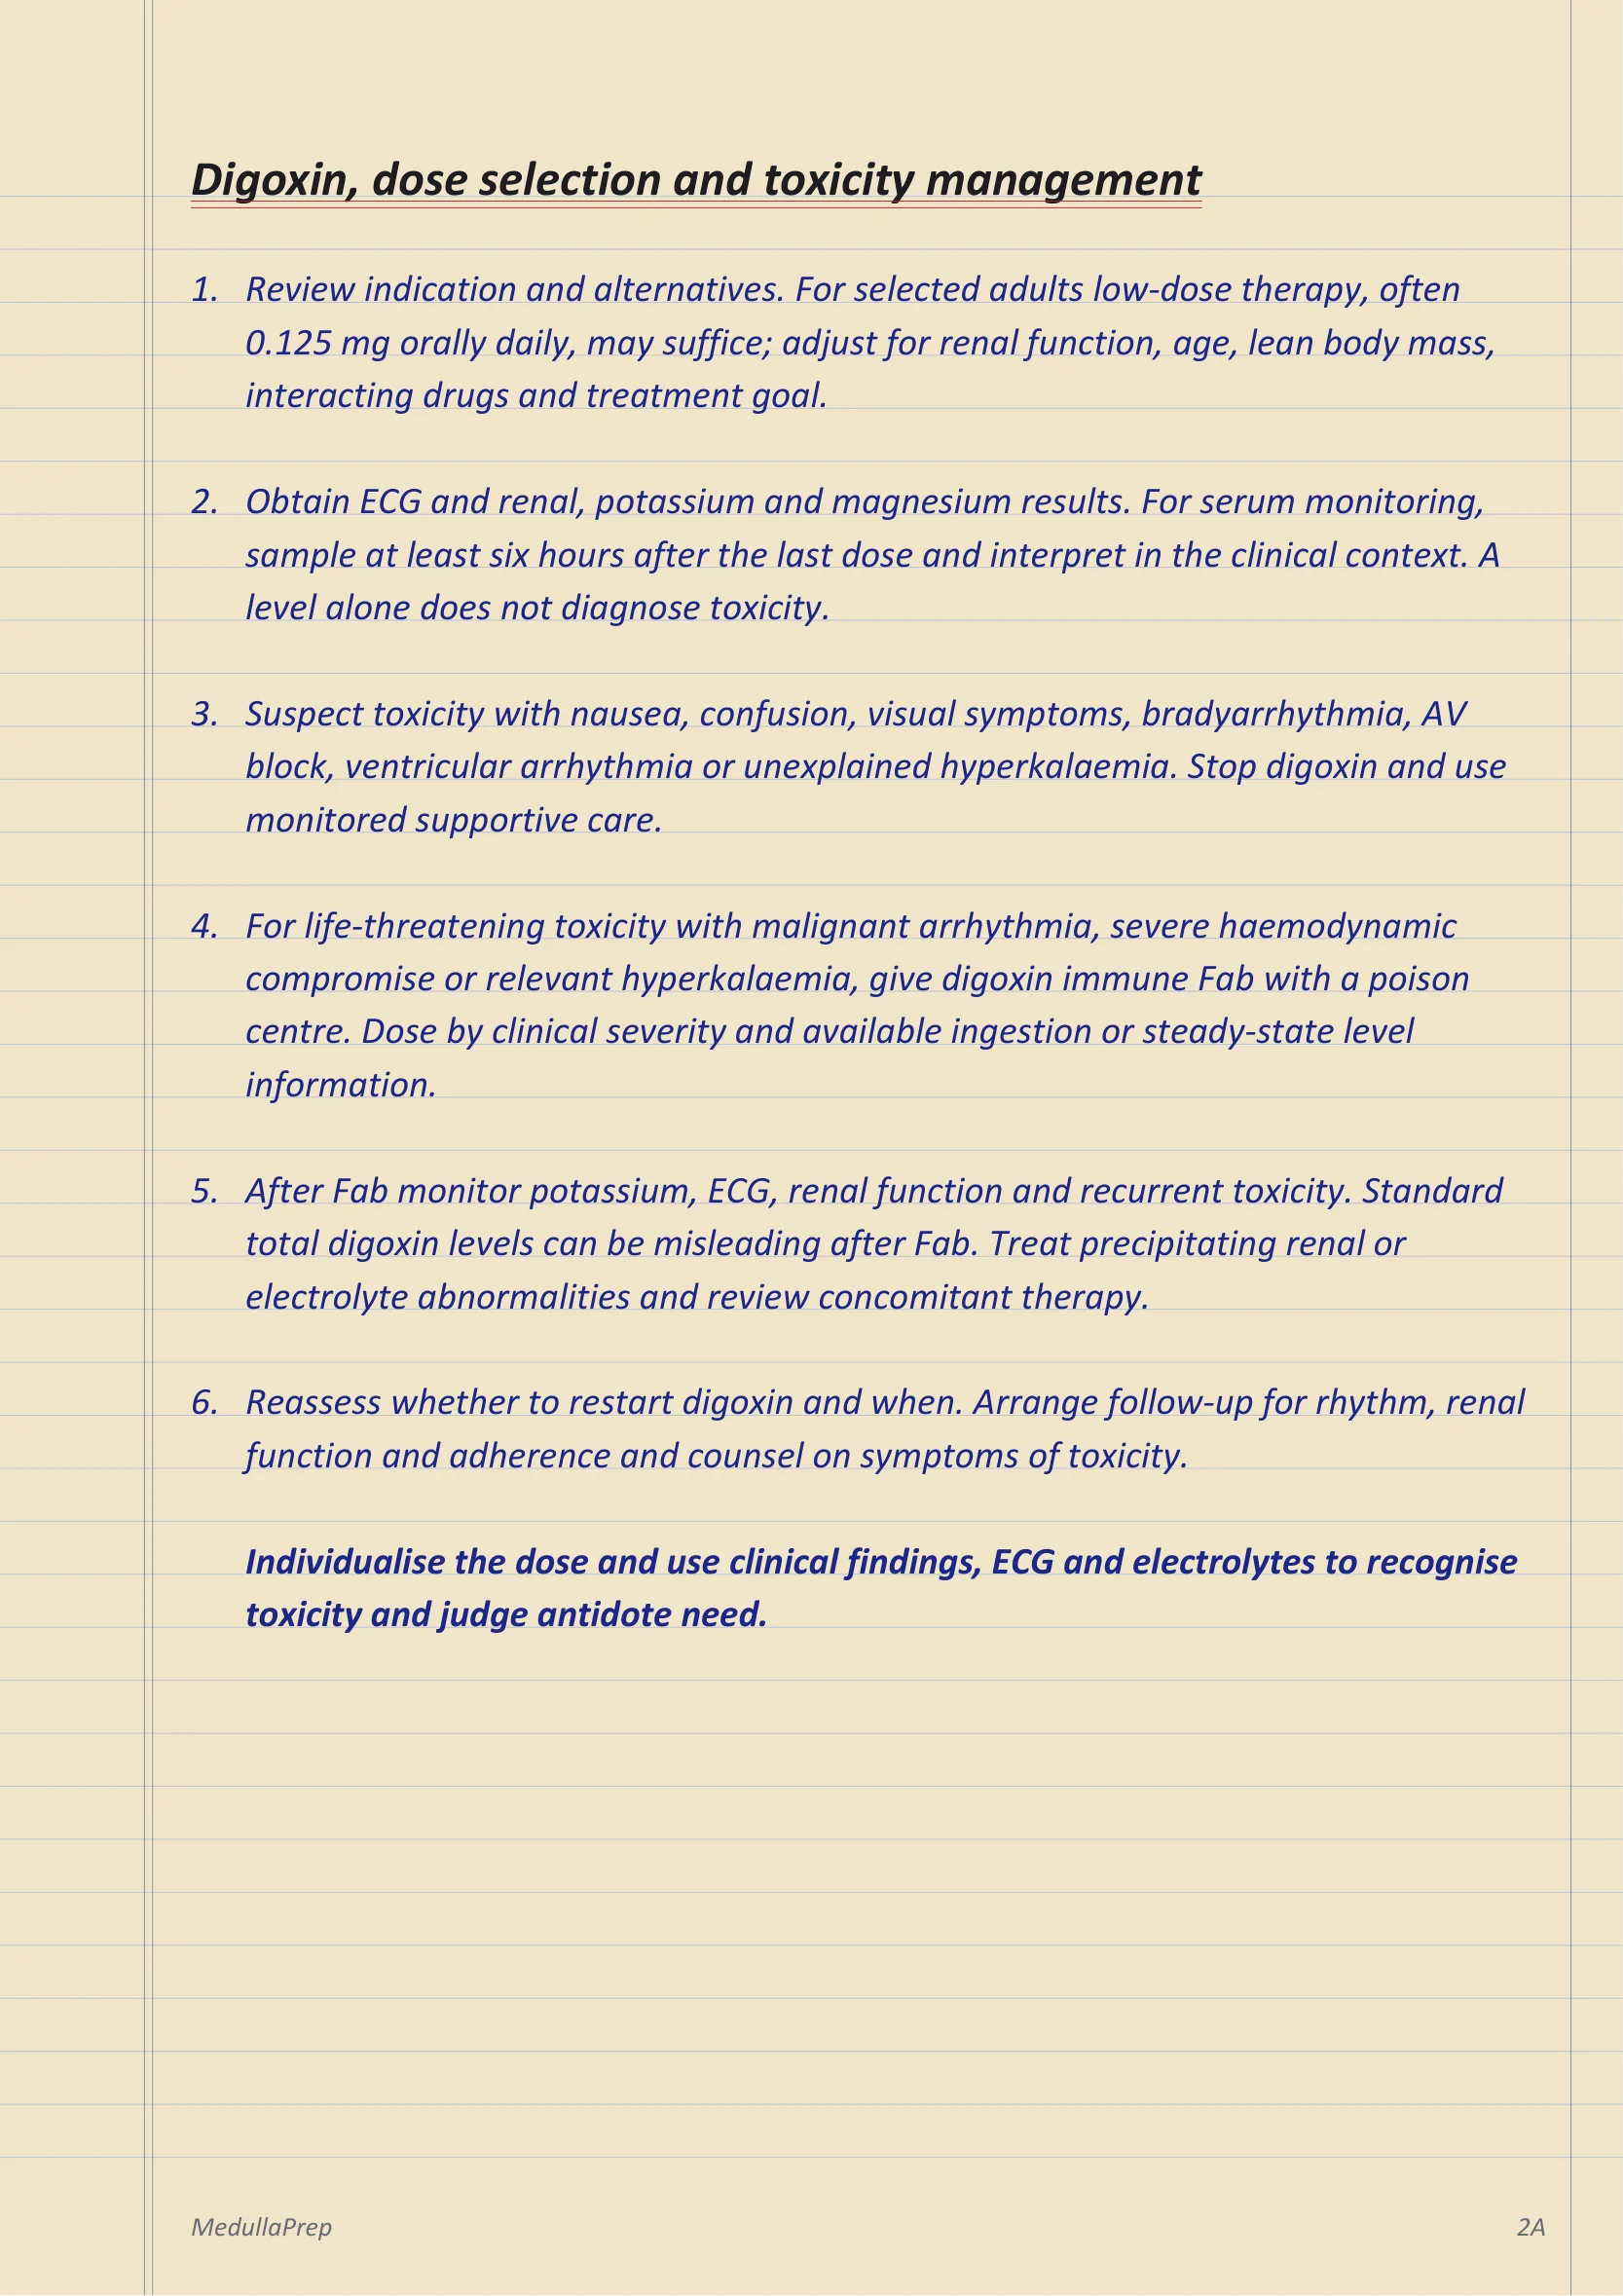 Digoxin, dose selection and toxicity management
1. Review indication and alternatives. For selected adults low-dose therapy, often
0.125 mg orally daily, may suffice; adjust for renal function, age, lean body mass,
interacting drugs and treatment goal.
2. Obtain ECG and renal, potassium and magnesium results. For serum monitoring,
sample at least six hours after the last dose and interpret in the clinical context. A
level alone does not diagnose toxicity.
3. Suspect toxicity with nausea, confusion, visual symptoms, bradyarrhythmia, AV
block, ventricular arrhythmia or unexplained hyperkalaemia. Stop digoxin and use
monitored supportive care.
4. For life-threatening toxicity with malignant arrhythmia, severe haemodynamic
compromise or relevant hyperkalaemia, give digoxin immune Fab with a poison
centre. Dose by clinical severity and available ingestion or steady-state level
information.
5. After Fab monitor potassium, ECG, renal function and recurrent toxicity. Standard
total digoxin levels can be misleading after Fab. Treat precipitating renal or
electrolyte abnormalities and review concomitant therapy.
6. Reassess whether to restart digoxin and when. Arrange follow-up for rhythm, renal
function and adherence and counsel on symptoms of toxicity.
Individualise the dose and use clinical findings, ECG and electrolytes to recognise
toxicity and judge antidote need.
MedullaPrep
2A